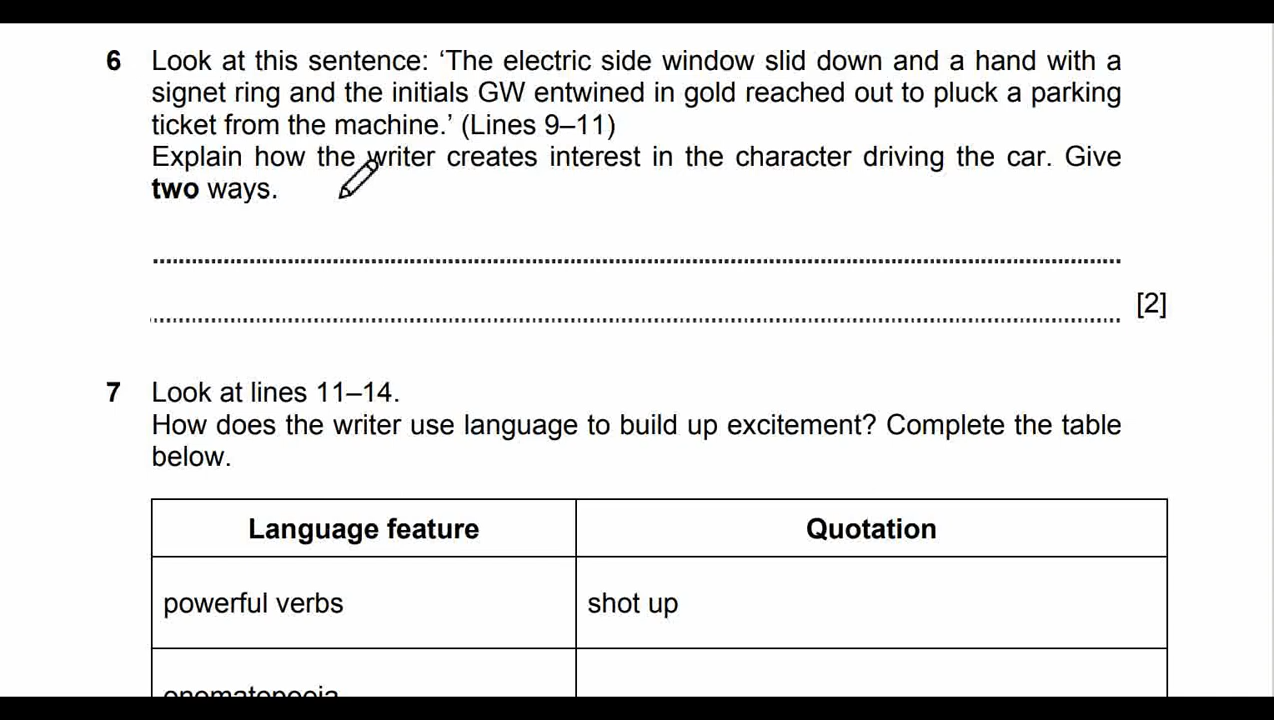 6 Look at this sentence: ‘The electric side window slid down and a hand with a
signet ring and the initials GW entwined in gold reached out to pluck a parking
ticket from the machine.’ (Lines 9–11)
Explain how the writer creates interest in the character driving the car. Give
two ways.
[2]
7 Look at lines 11–14.
How does the writer use language to build up excitement? Complete the table
below.
Language feature Quotation
powerful verbs shot up
onomatopoeia